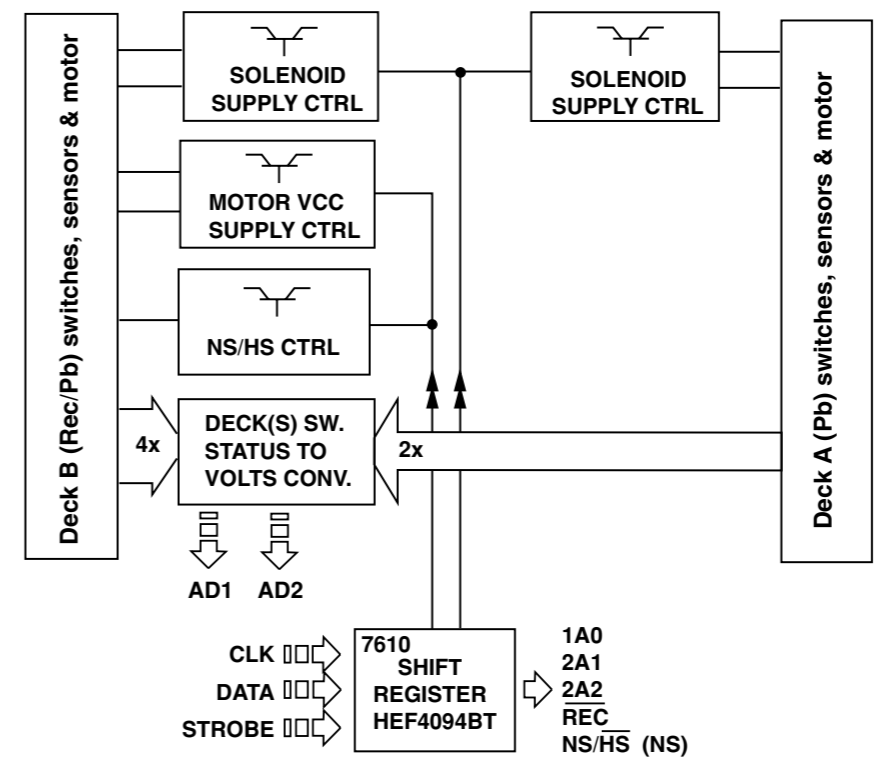 Deck B (Rec/Pb) switches, sensors & motor
SOLENOID
SUPPLY CTRL
SOLENOID
SUPPLY CTRL
Deck A (Pb) switches, sensors & motor
MOTOR VCC
SUPPLY CTRL
NS/HS CTRL
4x
DECK(S) SW.
STATUS TO
VOLTS CONV.
2x
AD1
AD2
CLK
DATA
STROBE
7610
SHIFT
REGISTER
HEF4094BT
1A0
2A1
2A2
REC
NS/HS (NS)